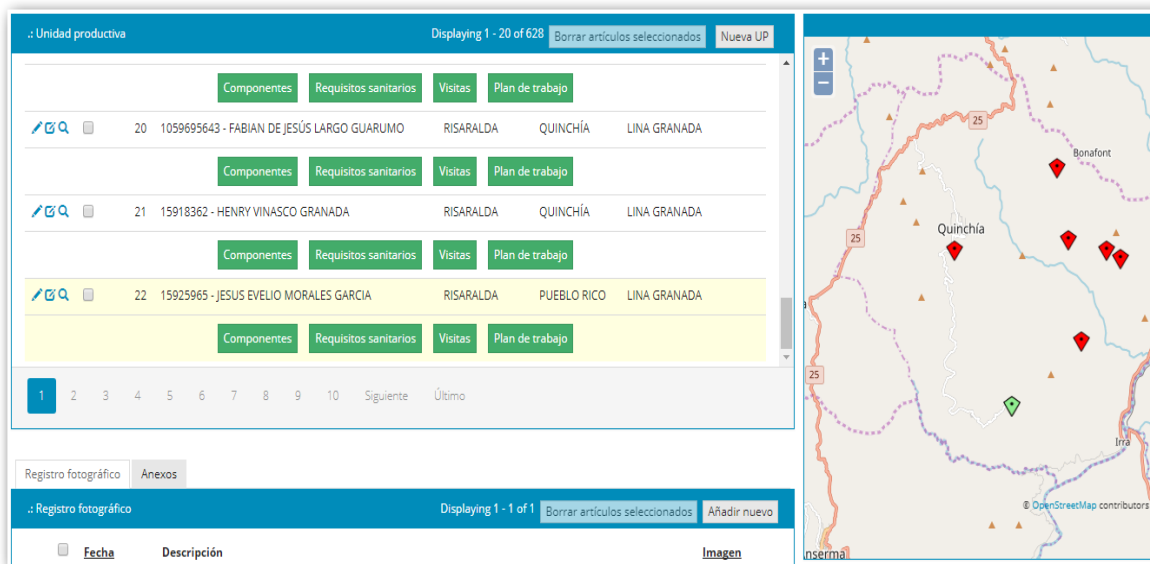 .: Unidad productiva
Displaying 1 - 20 of 628
Borrar artículos seleccionados
Nueva UP
Componentes Requisitos sanitarios Visitas Plan de trabajo
20 1059695643 - FABIAN DE JESÚS LARGO GUARUMO RISARALDA QUINCHÍA LINA GRANADA
Componentes Requisitos sanitarios Visitas Plan de trabajo
21 15918362 - HENRY VINASCO GRANADA RISARALDA QUINCHÍA LINA GRANADA
Componentes Requisitos sanitarios Visitas Plan de trabajo
22 15925965 - JESUS EVELIO MORALES GARCIA RISARALDA PUEBLO RICO LINA GRANADA
Componentes Requisitos sanitarios Visitas Plan de trabajo
1 2 3 4 5 6 7 8 9 10 Siguiente Último
Registro fotográfico Anexos
.: Registro fotográfico
Displaying 1 - 1 of 1
Borrar artículos seleccionados
Añadir nuevo
Fecha Descripción Imagen
+
−
25
Bonafont
Quinchía
25
25
Irra
© OpenStreetMap contributors
nserma